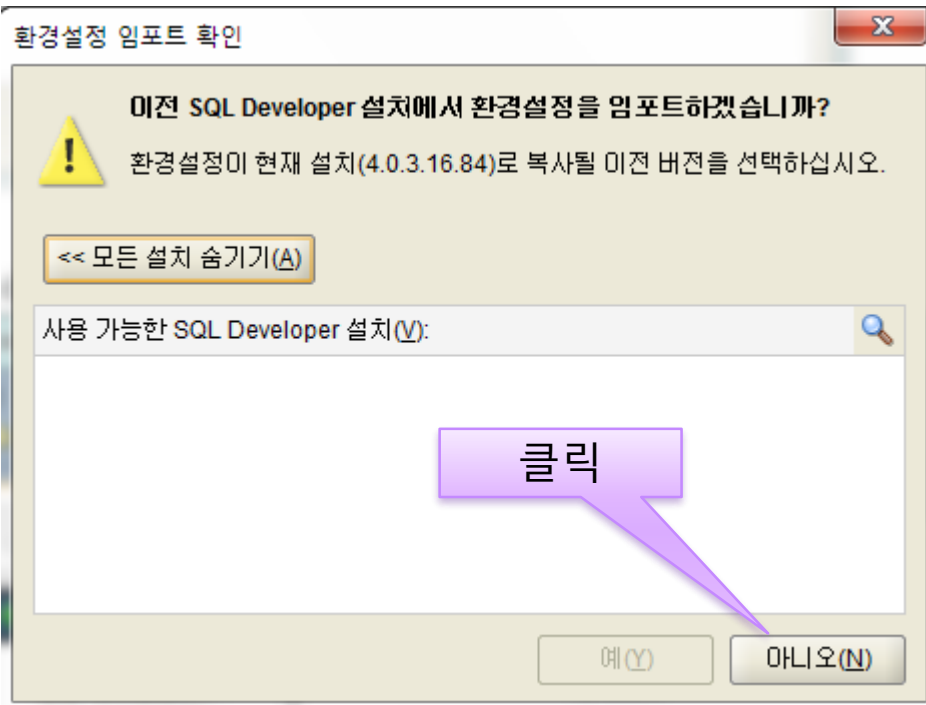 환경설정 임포트 확인
이전 SQL Developer 설치에서 환경설정을 임포트하겠습니까?
환경설정이 현재 설치(4.0.3.16.84)로 복사될 이전 버전을 선택하십시오.
<< 모든 설치 숨기기(A)
사용 가능한 SQL Developer 설치(V):
클릭
예(Y)
아니오(N)